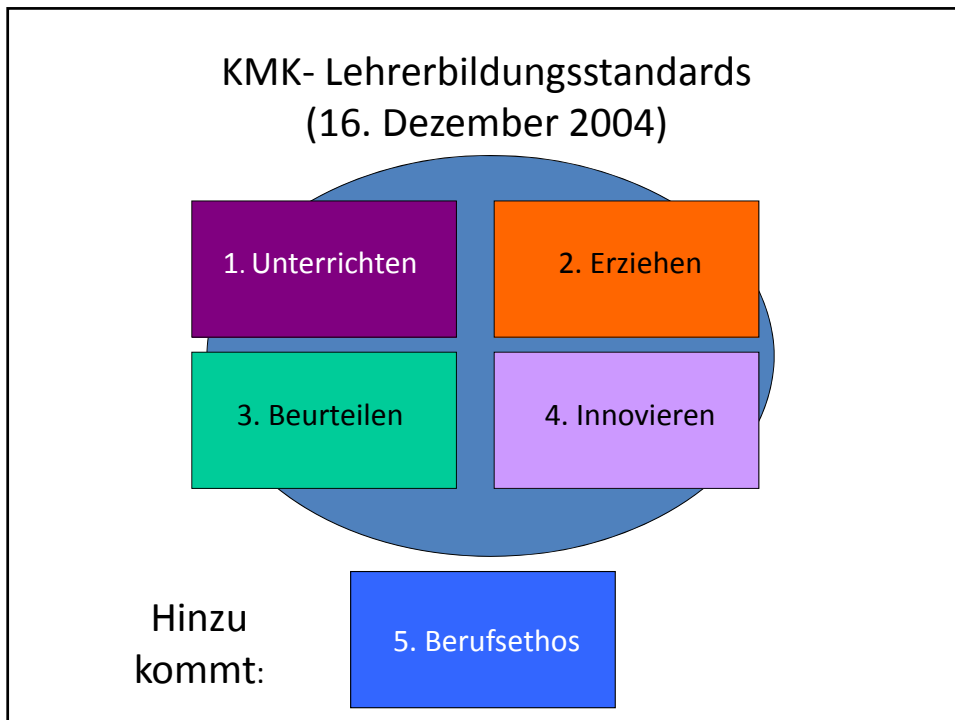 KMK- Lehrerbildungsstandards
(16. Dezember 2004)
1. Unterrichten
2. Erziehen
3. Beurteilen
4. Innovieren
Hinzu
kommt:
5. Berufsethos